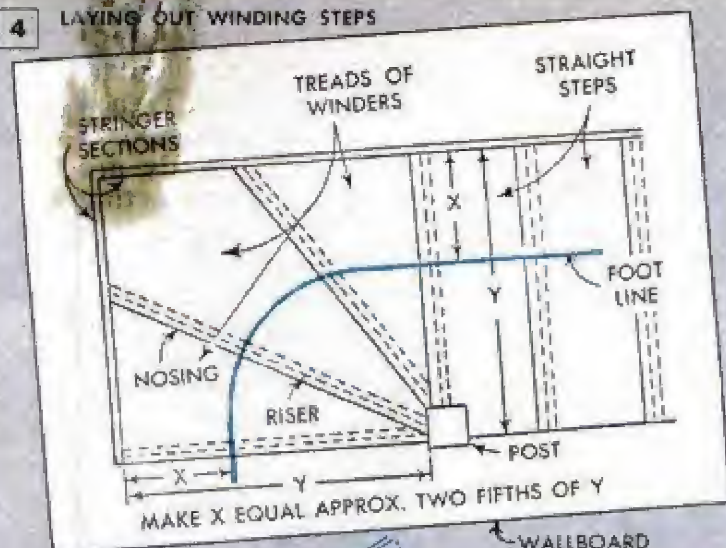 4 LAYING OUT WINDING STEPS
TREADS OF
WINDERS
STRAIGHT
STEPS
STRINGER
SECTIONS
X
Y
FOOT
LINE
NOSING
RISER
POST
X
Y
MAKE X EQUAL APPROX. TWO FIFTHS OF Y
WALLBOARD